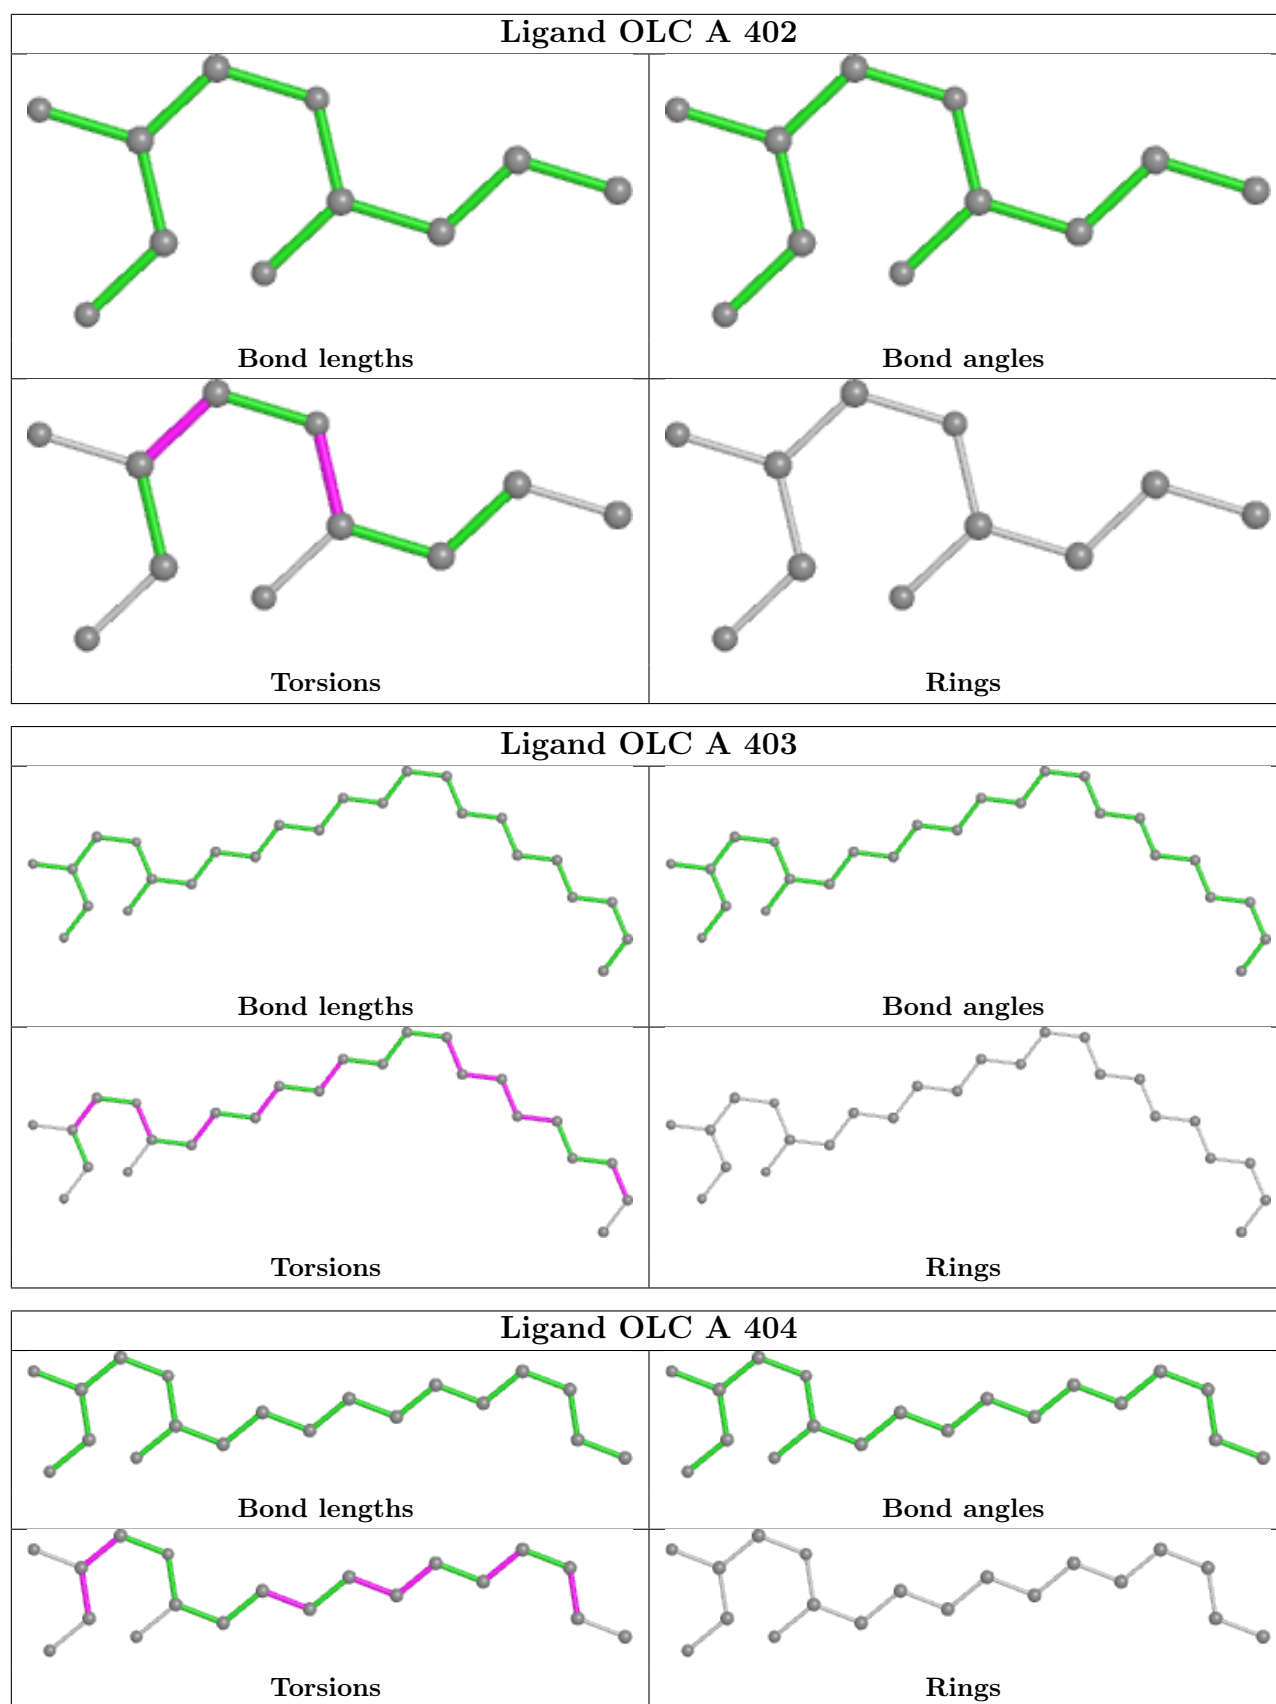 Ligand OLC A 402
Bond lengths
Bond angles
Torsions
Rings
Ligand OLC A 403
Bond lengths
Bond angles
Torsions
Rings
Ligand OLC A 404
Bond lengths
Bond angles
Torsions
Rings